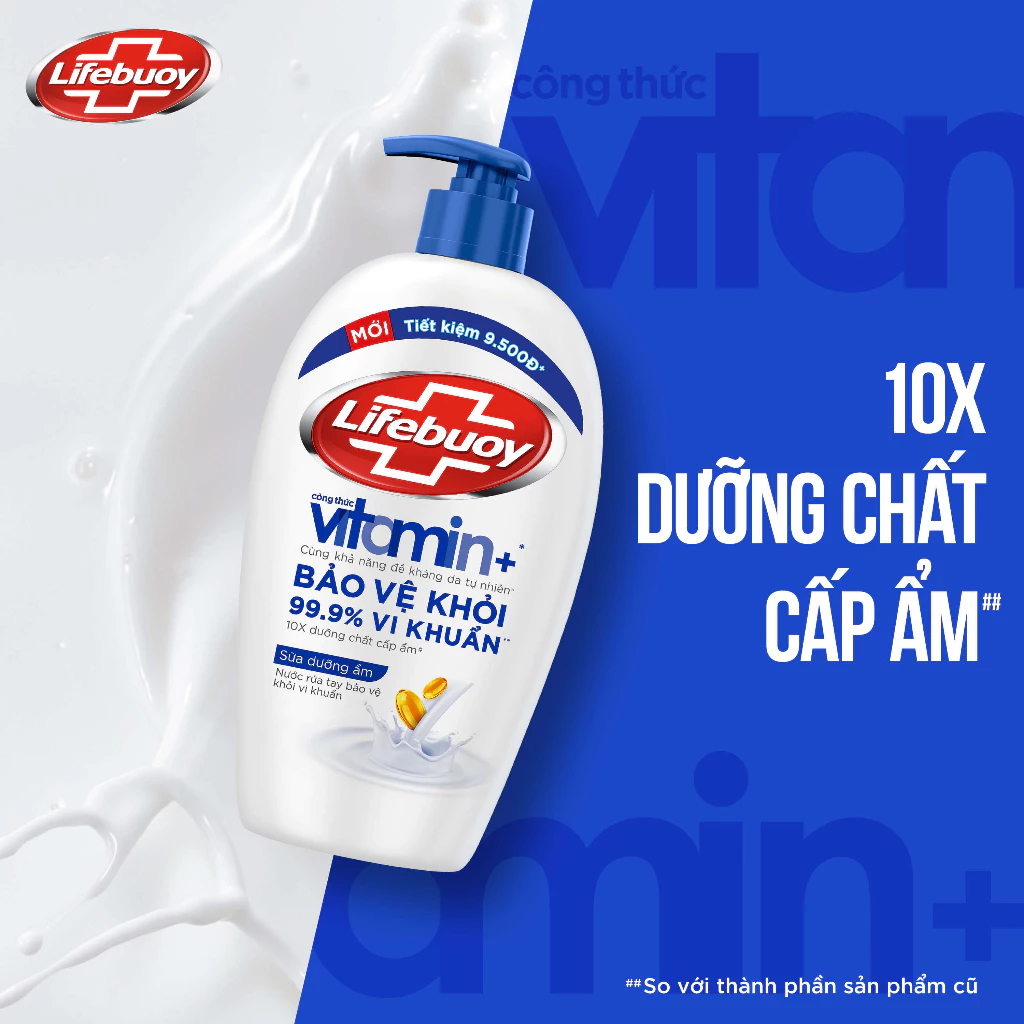 Lifebuoy
công thức
vitam
MỚI Tiết kiệm 9.500Đ+
Lifebuoy
công thức
vitamin+*
Cùng khả năng đề kháng da tự nhiên^
BẢO VỆ KHỎI
99.9% VI KHUẨN**
10X dưỡng chất cấp ẩm#
Sữa dưỡng ẩm
Nước rửa tay bảo vệ
khỏi vi khuẩn
10X
DƯỠNG CHẤT
CẤP ẨM##
amin+
##So với thành phần sản phẩm cũ